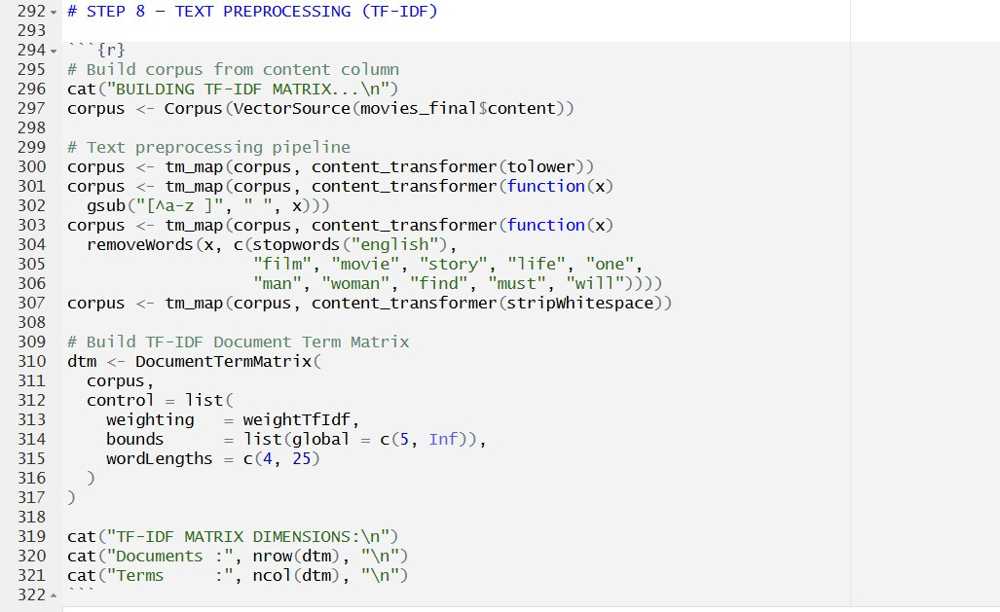 292 # STEP 8 — TEXT PREPROCESSING (TF-IDF)
293
294 ```{r}
295 # Build corpus from content column
296 cat("BUILDING TF-IDF MATRIX...\n")
297 corpus <- Corpus(VectorSource(movies_final$content))
298
299 # Text preprocessing pipeline
300 corpus <- tm_map(corpus, content_transformer(tolower))
301 corpus <- tm_map(corpus, content_transformer(function(x)
302   gsub("[^a-z ]", " ", x)))
303 corpus <- tm_map(corpus, content_transformer(function(x)
304   removeWords(x, c(stopwords("english"),
305                    "film", "movie", "story", "life", "one",
306                    "man", "woman", "find", "must", "will"))))
307 corpus <- tm_map(corpus, content_transformer(stripWhitespace))
308
309 # Build TF-IDF Document Term Matrix
310 dtm <- DocumentTermMatrix(
311   corpus,
312   control = list(
313     weighting   = weightTfIdf,
314     bounds      = list(global = c(5, Inf)),
315     wordLengths = c(4, 25)
316   )
317 )
318
319 cat("TF-IDF MATRIX DIMENSIONS:\n")
320 cat("Documents :", nrow(dtm), "\n")
321 cat("Terms     :", ncol(dtm), "\n")
322 ```